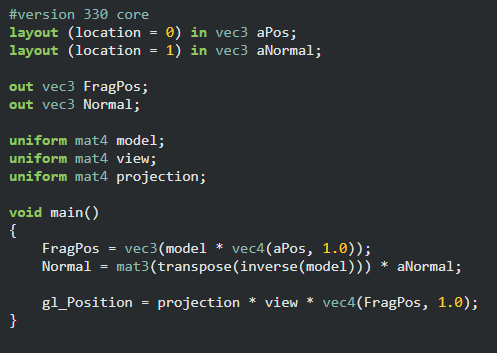 #version 330 core
layout (location = 0) in vec3 aPos;
layout (location = 1) in vec3 aNormal;

out vec3 FragPos;
out vec3 Normal;

uniform mat4 model;
uniform mat4 view;
uniform mat4 projection;

void main()
{
    FragPos = vec3(model * vec4(aPos, 1.0));
    Normal = mat3(transpose(inverse(model))) * aNormal;

    gl_Position = projection * view * vec4(FragPos, 1.0);
}